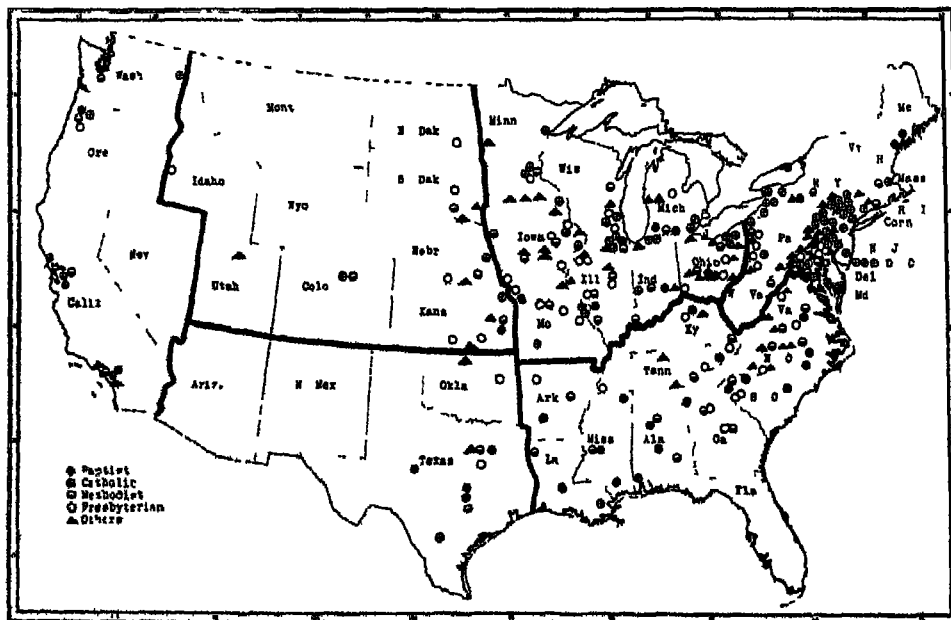 Wash
Mont
N Dak
Minn
Me
Vt
Ore
H
Idaho
S Dak
Wis
N Y
Mass
Wyo
Mich
R I
Conn
Nev
Nebr
Iowa
Pa
Ohio
N J
Utah
Colo
Ill
Ind
D C
Del
W Va
Md
Calif
Kans
Mo
Ky
Va
N C
Tenn
Ariz.
N Mex
Okla
Ark
S C
Miss
Ala
Ga
Texas
La
Fla
Baptist
Catholic
Methodist
Presbyterian
Others